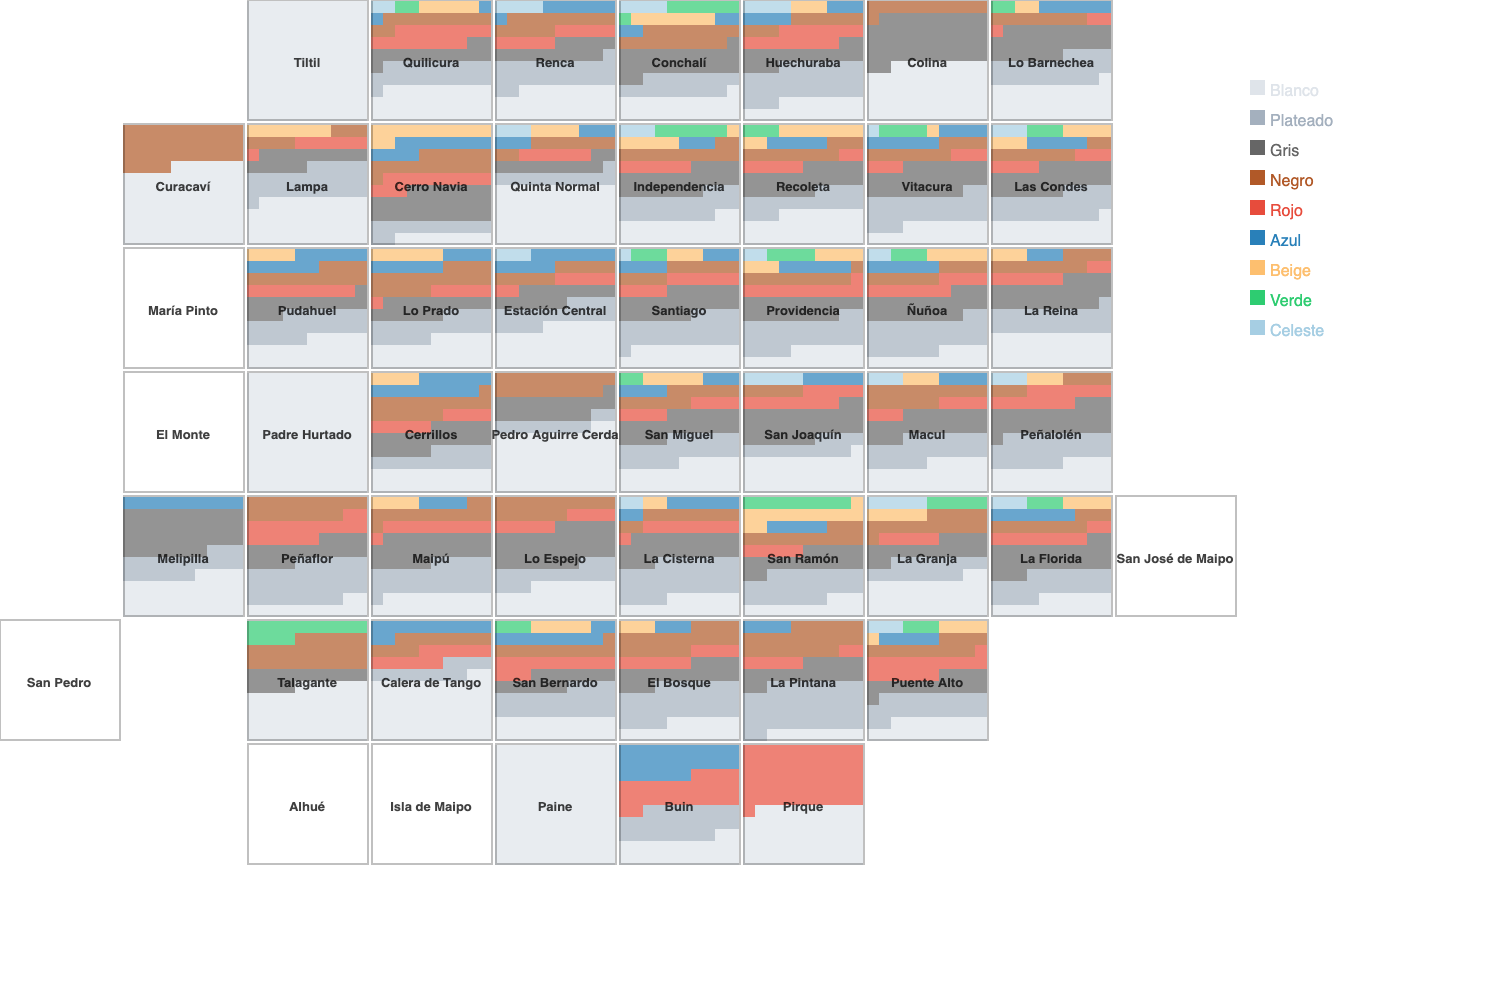 Tiltil
Quilicura
Renca
Conchalí
Huechuraba
Colina
Lo Barnechea
Curacaví
Lampa
Cerro Navia
Quinta Normal
Independencia
Recoleta
Vitacura
Las Condes
María Pinto
Pudahuel
Lo Prado
Estación Central
Santiago
Providencia
Ñuñoa
La Reina
El Monte
Padre Hurtado
Cerrillos
Pedro Aguirre Cerda
San Miguel
San Joaquín
Macul
Peñalolén
Melipilla
Peñaflor
Maipú
Lo Espejo
La Cisterna
San Ramón
La Granja
La Florida
San José de Maipo
San Pedro
Talagante
Calera de Tango
San Bernardo
El Bosque
La Pintana
Puente Alto
Alhué
Isla de Maipo
Paine
Buin
Pirque
Blanco
Plateado
Gris
Negro
Rojo
Azul
Beige
Verde
Celeste